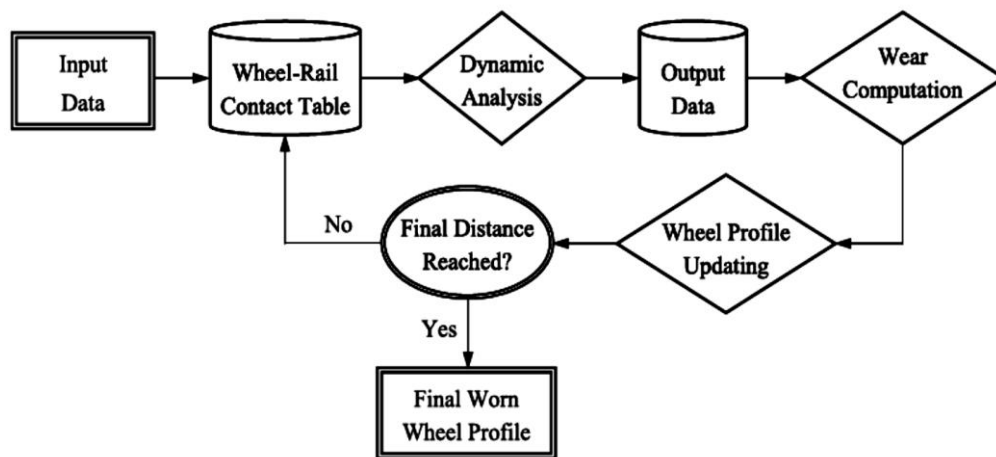 Input
Data
Wheel-Rail
Contact Table
Dynamic
Analysis
Output
Data
Wear
Computation
Wheel Profile
Updating
Final Distance
Reached?
No
Yes
Final Worn
Wheel Profile